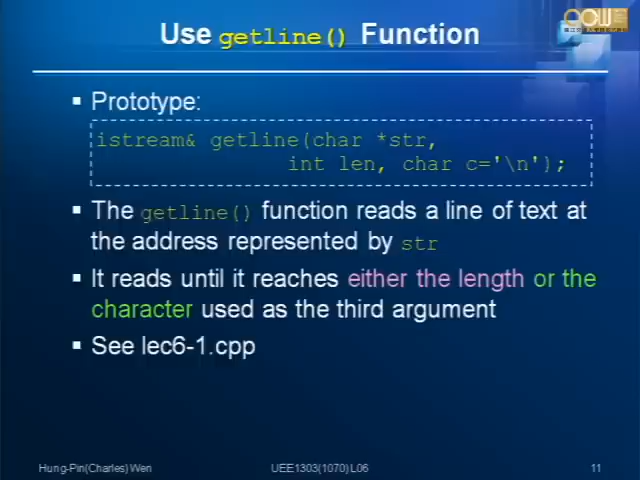 Use getline() Function
Prototype:
istream& getline(char *str,
int len, char c='\n');
The getline() function reads a line of text at
the address represented by str
It reads until it reaches either the length or the
character used as the third argument
See lec6-1.cpp
Hung-Pin(Charles) Wen
UEE1303(1070) L06
11